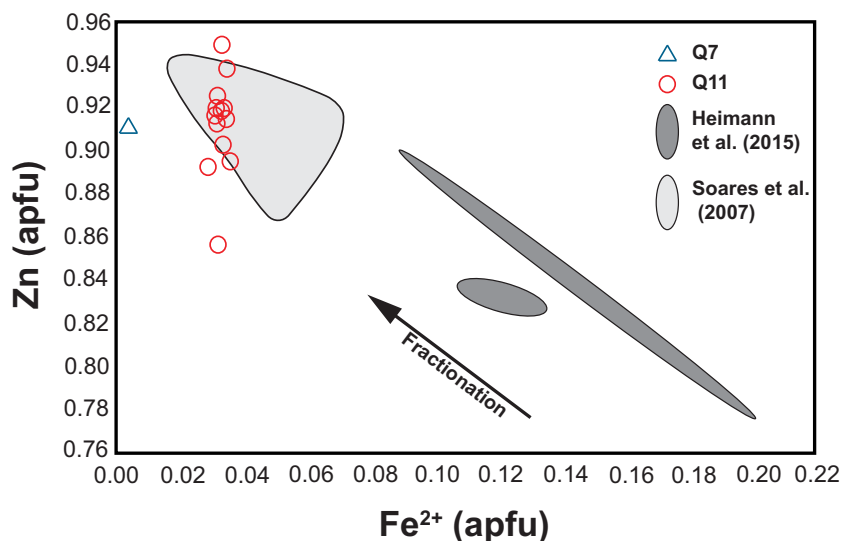 0.96
0.94
0.92
0.90
0.88
0.86
0.84
0.82
0.80
0.78
0.76
Zn (apfu)
0.00 0.02 0.04 0.06 0.08 0.10 0.12 0.14 0.16 0.18 0.20 0.22
Fe²⁺ (apfu)
Q7
Q11
Heimann
et al. (2015)
Soares et al.
(2007)
Fractionation